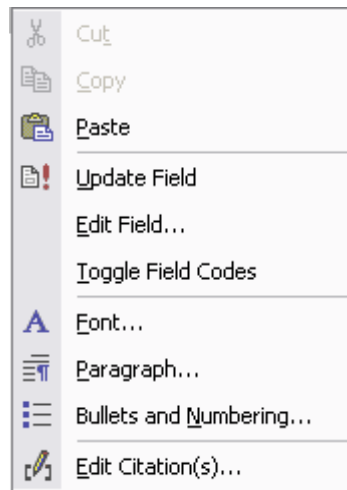 Cut
Copy
Paste
Update Field
Edit Field...
Toggle Field Codes
Font...
Paragraph...
Bullets and Numbering...
Edit Citation(s)...